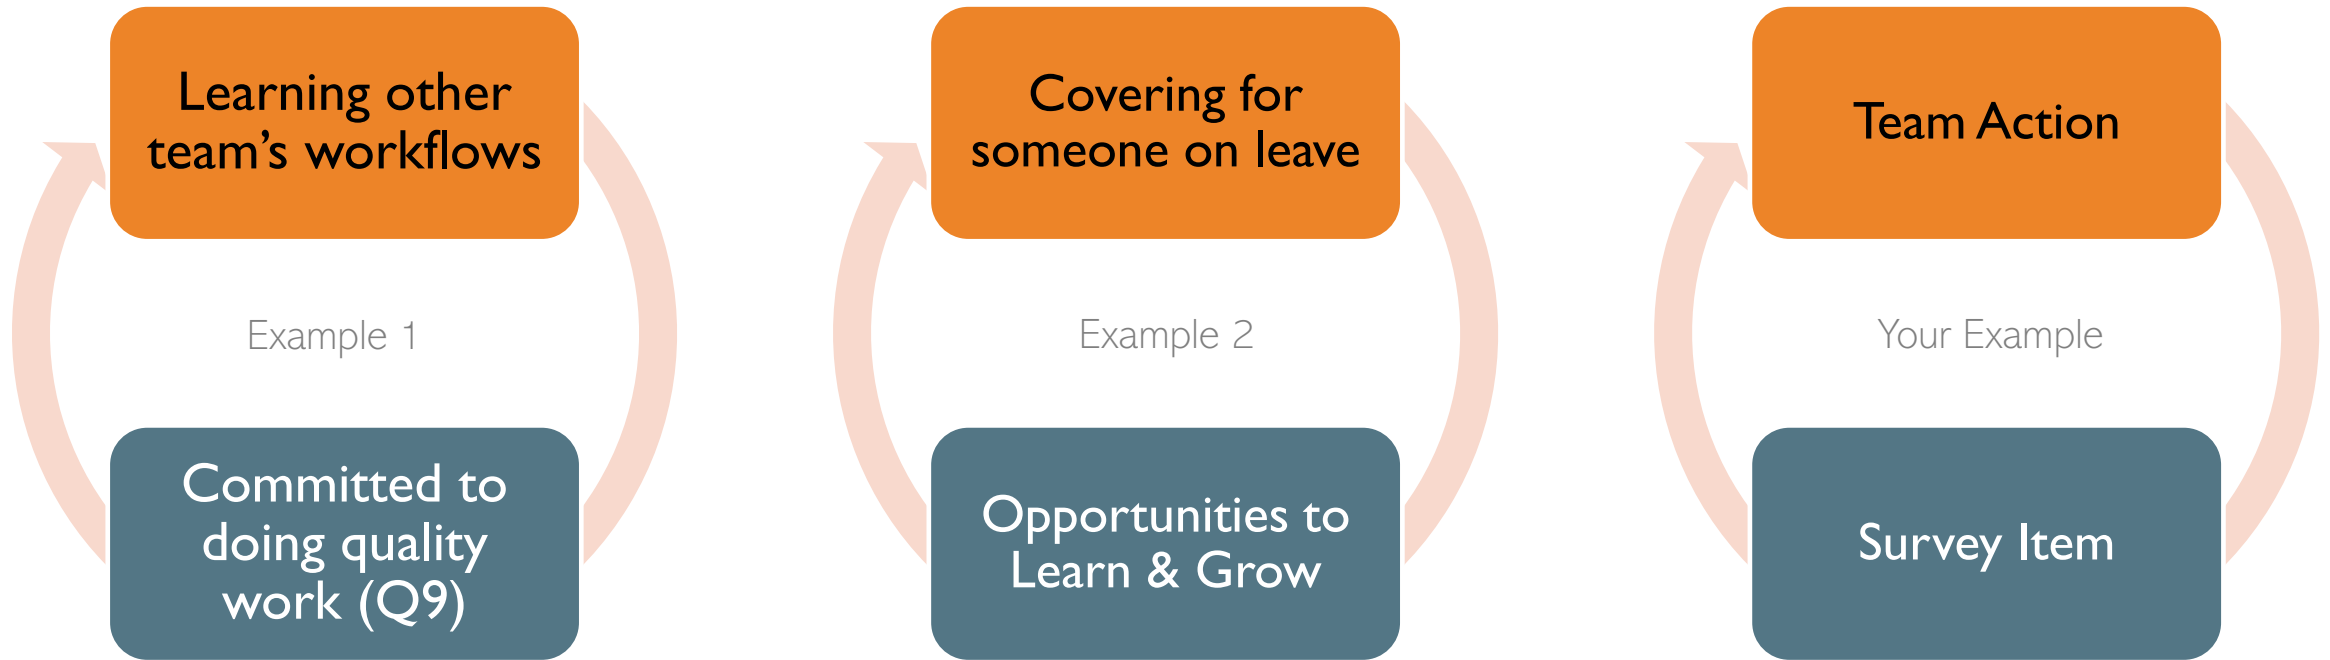 Learning other
team’s workflows
Example 1
Committed to
doing quality
work (Q9)
Covering for
someone on leave
Example 2
Opportunities to
Learn & Grow
Team Action
Your Example
Survey Item